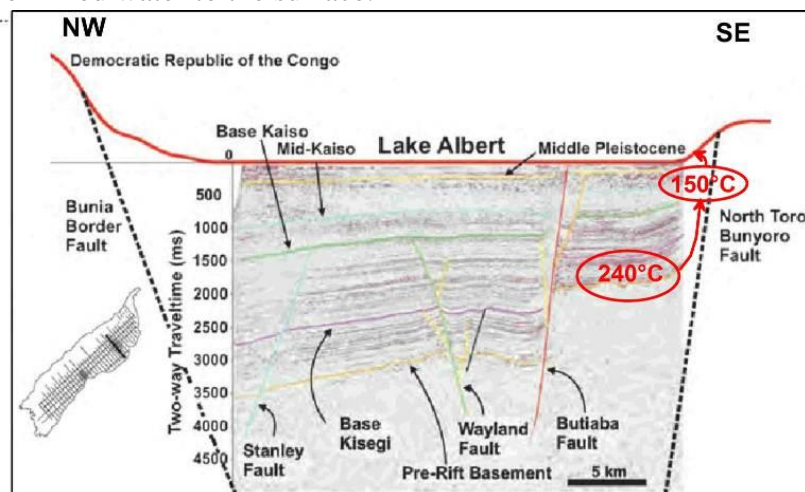 NW
SE
Democratic Republic of the Congo
Base Kaiso
Mid-Kaiso
Lake Albert
Middle Pleistocene
0
500
1000
1500
2000
2500
3000
3500
4000
4500
Two-way Traveltime (ms)
Bunia
Border
Fault
150°C
240°C
North Toro
Bunyoro
Fault
Stanley
Fault
Base
Kisegi
Pre-Rift Basement
Wayland
Fault
Butiaba
Fault
5 km